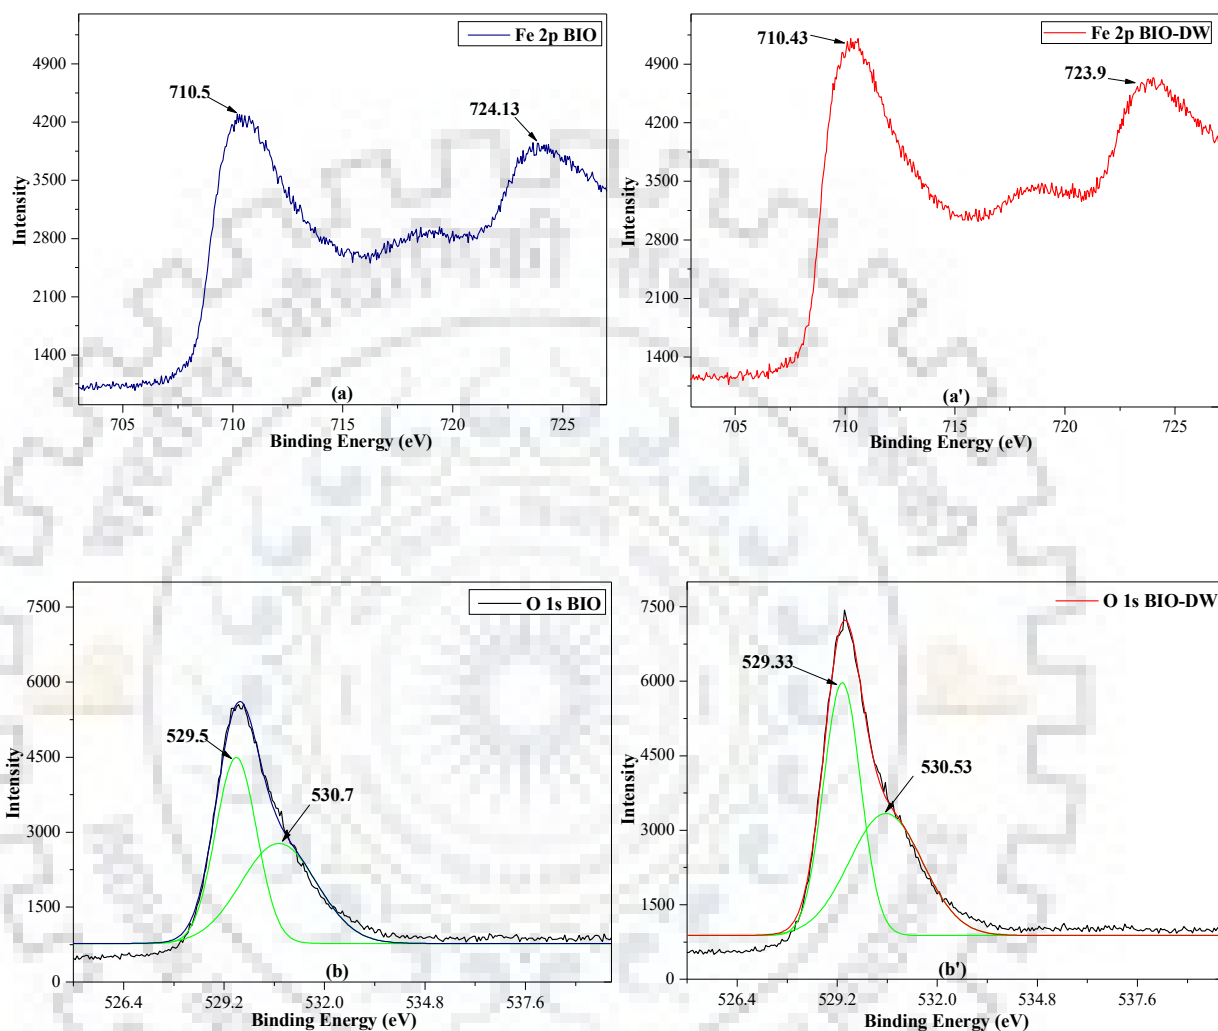 Fe 2p BIO
710.5
724.13
4900
4200
3500
2800
2100
1400
Intensity
(a)
705 710 715 720 725
Binding Energy (eV)
Fe 2p BIO-DW
710.43
723.9
4900
4200
3500
2800
2100
1400
Intensity
(a')
705 710 715 720 725
Binding Energy (eV)
O 1s BIO
529.5
530.7
7500
6000
4500
3000
1500
0
Intensity
(b)
526.4 529.2 532.0 534.8 537.6
Binding Energy (eV)
O 1s BIO-DW
529.33
530.53
7500
6000
4500
3000
1500
0
Intensity
(b')
526.4 529.2 532.0 534.8 537.6
Binding Energy (eV)